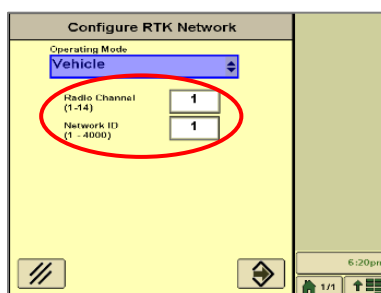 Configure RTK Network
Operating Mode
Vehicle
Radio Channel
(1-14)
1
Network ID
(1 - 4000)
1
6:20pm
1/1